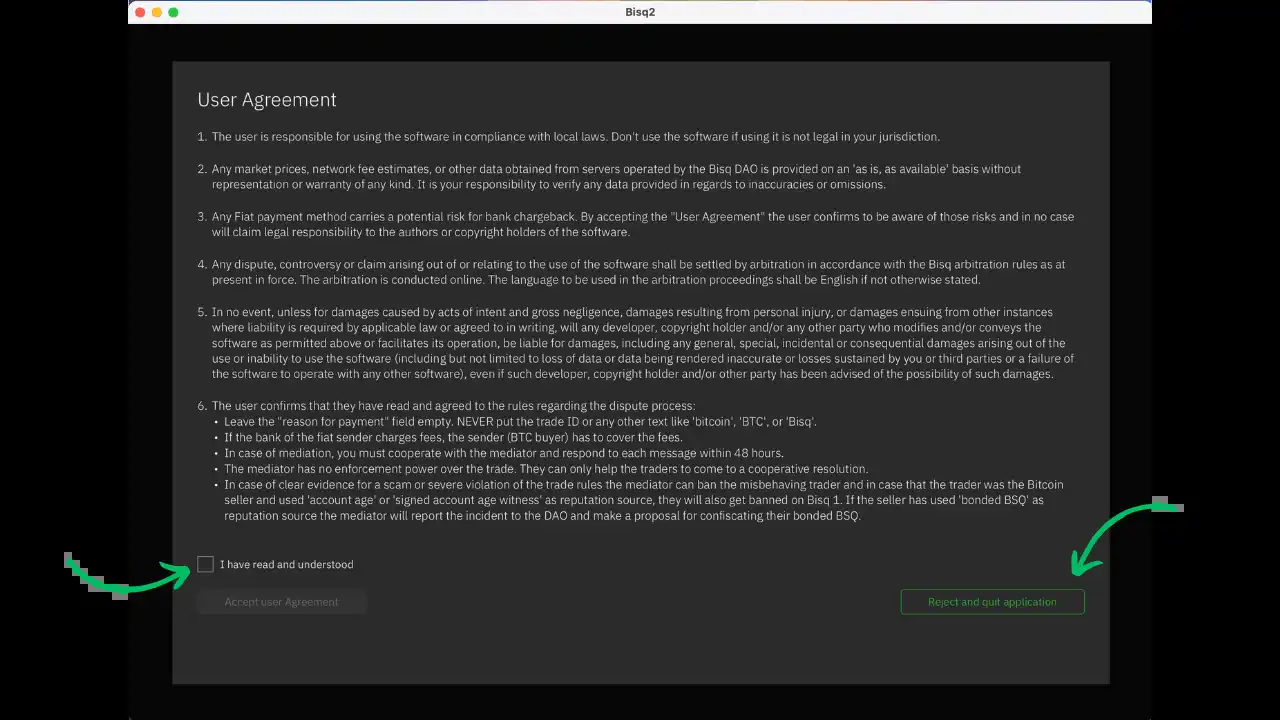 Bisq2
User Agreement
1. The user is responsible for using the software in compliance with local laws. Don't use the software if using it is not legal in your jurisdiction.
2. Any market prices, network fee estimates, or other data obtained from servers operated by the Bisq DAO is provided on an 'as is, as available' basis without
representation or warranty of any kind. It is your responsibility to verify any data provided in regards to inaccuracies or omissions.
3. Any Fiat payment method carries a potential risk for bank chargeback. By accepting the "User Agreement" the user confirms to be aware of those risks and in no case
will claim legal responsibility to the authors or copyright holders of the software.
4. Any dispute, controversy or claim arising out of or relating to the use of the software shall be settled by arbitration in accordance with the Bisq arbitration rules as at
present in force. The arbitration is conducted online. The language to be used in the arbitration proceedings shall be English if not otherwise stated.
5. In no event, unless for damages caused by acts of intent and gross negligence, damages resulting from personal injury, or damages ensuing from other instances
where liability is required by applicable law or agreed to in writing, will any developer, copyright holder and/or any other party who modifies and/or conveys the
software as permitted above or facilitates its operation, be liable for damages, including any general, special, incidental or consequential damages arising out of the
use or inability to use the software (including but not limited to loss of data or data being rendered inaccurate or losses sustained by you or third parties or a failure of
the software to operate with any other software), even if such developer, copyright holder and/or other party has been advised of the possibility of such damages.
6. The user confirms that they have read and agreed to the rules regarding the dispute process:
• Leave the "reason for payment" field empty. NEVER put the trade ID or any other text like 'bitcoin', 'BTC', or 'Bisq'.
• If the bank of the fiat sender charges fees, the sender (BTC buyer) has to cover the fees.
• In case of mediation, you must cooperate with the mediator and respond to each message within 48 hours.
• The mediator has no enforcement power over the trade. They can only help the traders to come to a cooperative resolution.
• In case of clear evidence for a scam or severe violation of the trade rules the mediator can ban the misbehaving trader and in case that the trader was the Bitcoin
seller and used 'account age' or 'signed account age witness' as reputation source, they will also get banned on Bisq 1. If the seller has used 'bonded BSQ' as
reputation source the mediator will report the incident to the DAO and make a proposal for confiscating their bonded BSQ.
I have read and understood
Accept user Agreement
Reject and quit application